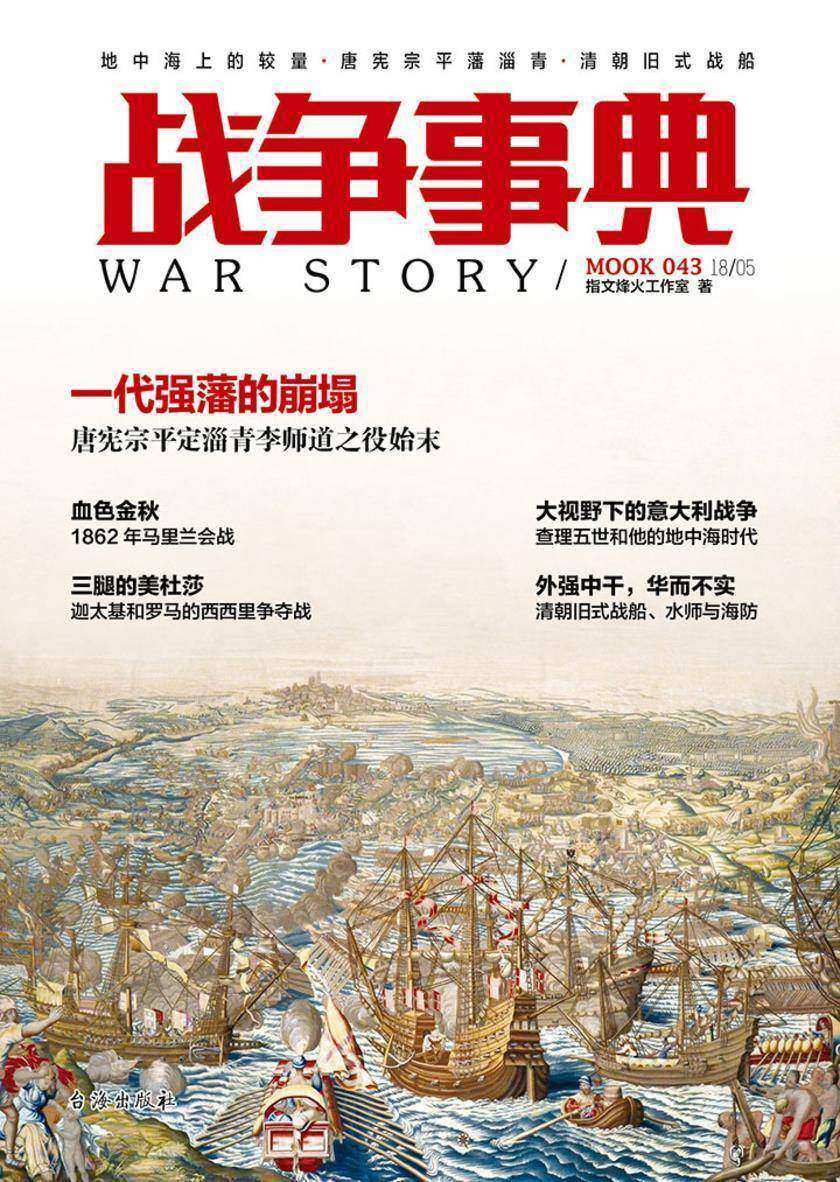 地中海上的较量·唐宪宗平藩淄青·清朝旧式战船
战争事典
WAR STORY/
MOOK 043 18/05
指文烽火工作室 著
一代强藩的崩塌
唐宪宗平定淄青李师道之役始末
血色金秋
1862年马里兰会战
三腿的美杜莎
迦太基和罗马的西西里争夺战
大视野下的意大利战争
查理五世和他的地中海时代
外强中干，华而不实
清朝旧式战船、水师与海防
台海出版社